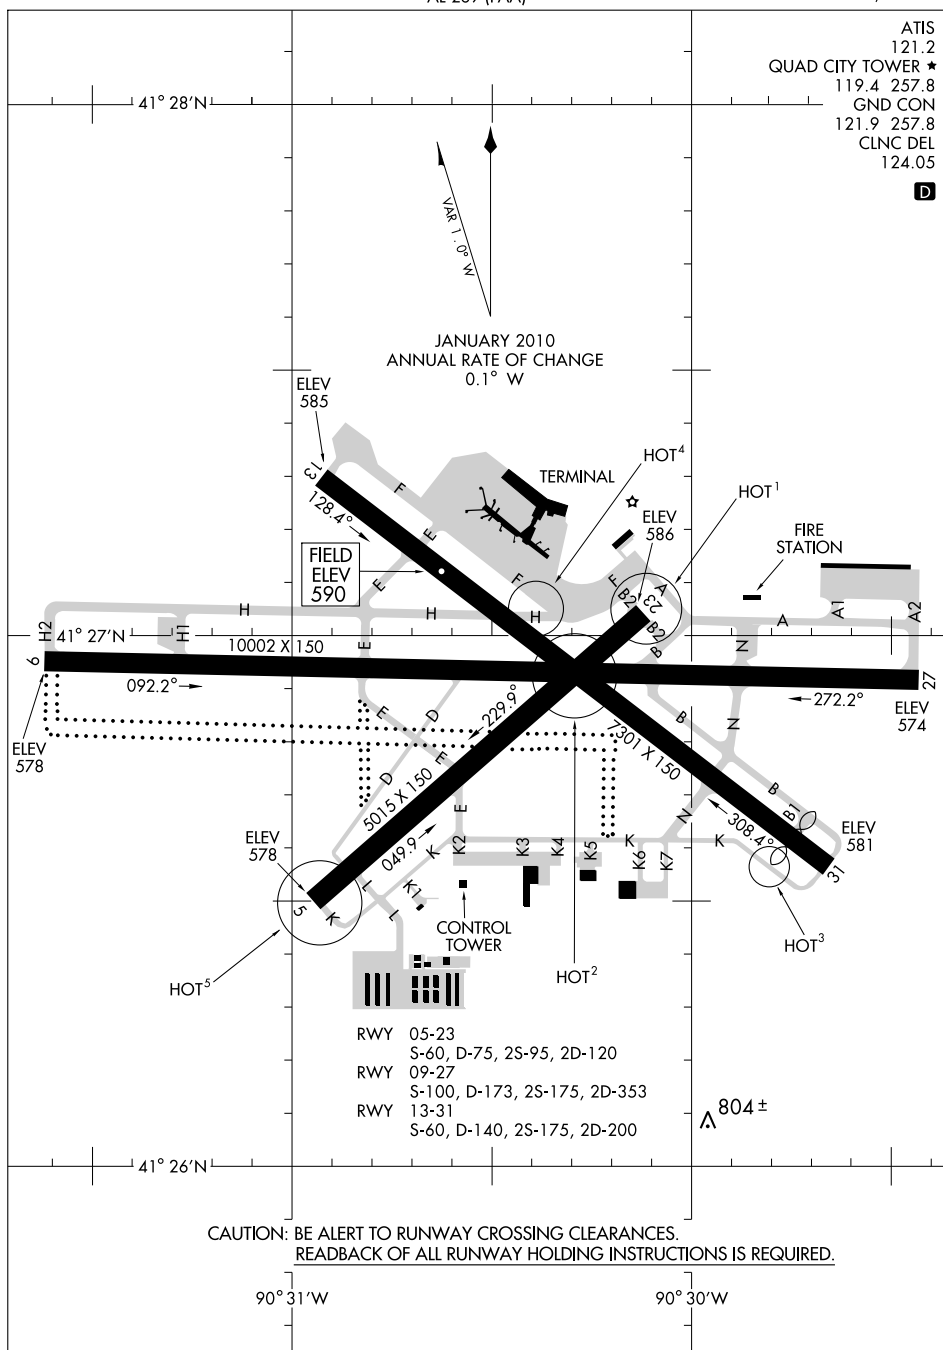 AL-259 (FAA)
ATIS
121.2
QUAD CITY TOWER ★
119.4 257.8
GND CON
121.9 257.8
CLNC DEL
124.05
D
41° 28'N
VAR 1.0° W
JANUARY 2010
ANNUAL RATE OF CHANGE
0.1° W
ELEV
585
HOT4
TERMINAL
HOT1
13
F
128.4°
ELEV
586
FIRE
STATION
E
FIELD
ELEV
590
E
F
F
A
B2
23
H
H
H
B2
A
A1
A2
H2
41° 27'N
H1
E
B
N
9
10002 X 150
27
092.2°
272.2°
229.9°
ELEV
574
ELEV
578
E
D
B
N
7301 X 150
E
D
B
5015 X 150
E
B1
N
308.4°
ELEV
581
ELEV
578
049.9°
K
K2
K3
K4
K5
K
K6
K7
K
31
L
K1
L
5
K
CONTROL
TOWER
HOT3
HOT5
HOT2
RWY 05-23
S-60, D-75, 2S-95, 2D-120
RWY 09-27
S-100, D-173, 2S-175, 2D-353
RWY 13-31
S-60, D-140, 2S-175, 2D-200
804±
41° 26'N
CAUTION: BE ALERT TO RUNWAY CROSSING CLEARANCES.
READBACK OF ALL RUNWAY HOLDING INSTRUCTIONS IS REQUIRED.
90° 31'W
90° 30'W